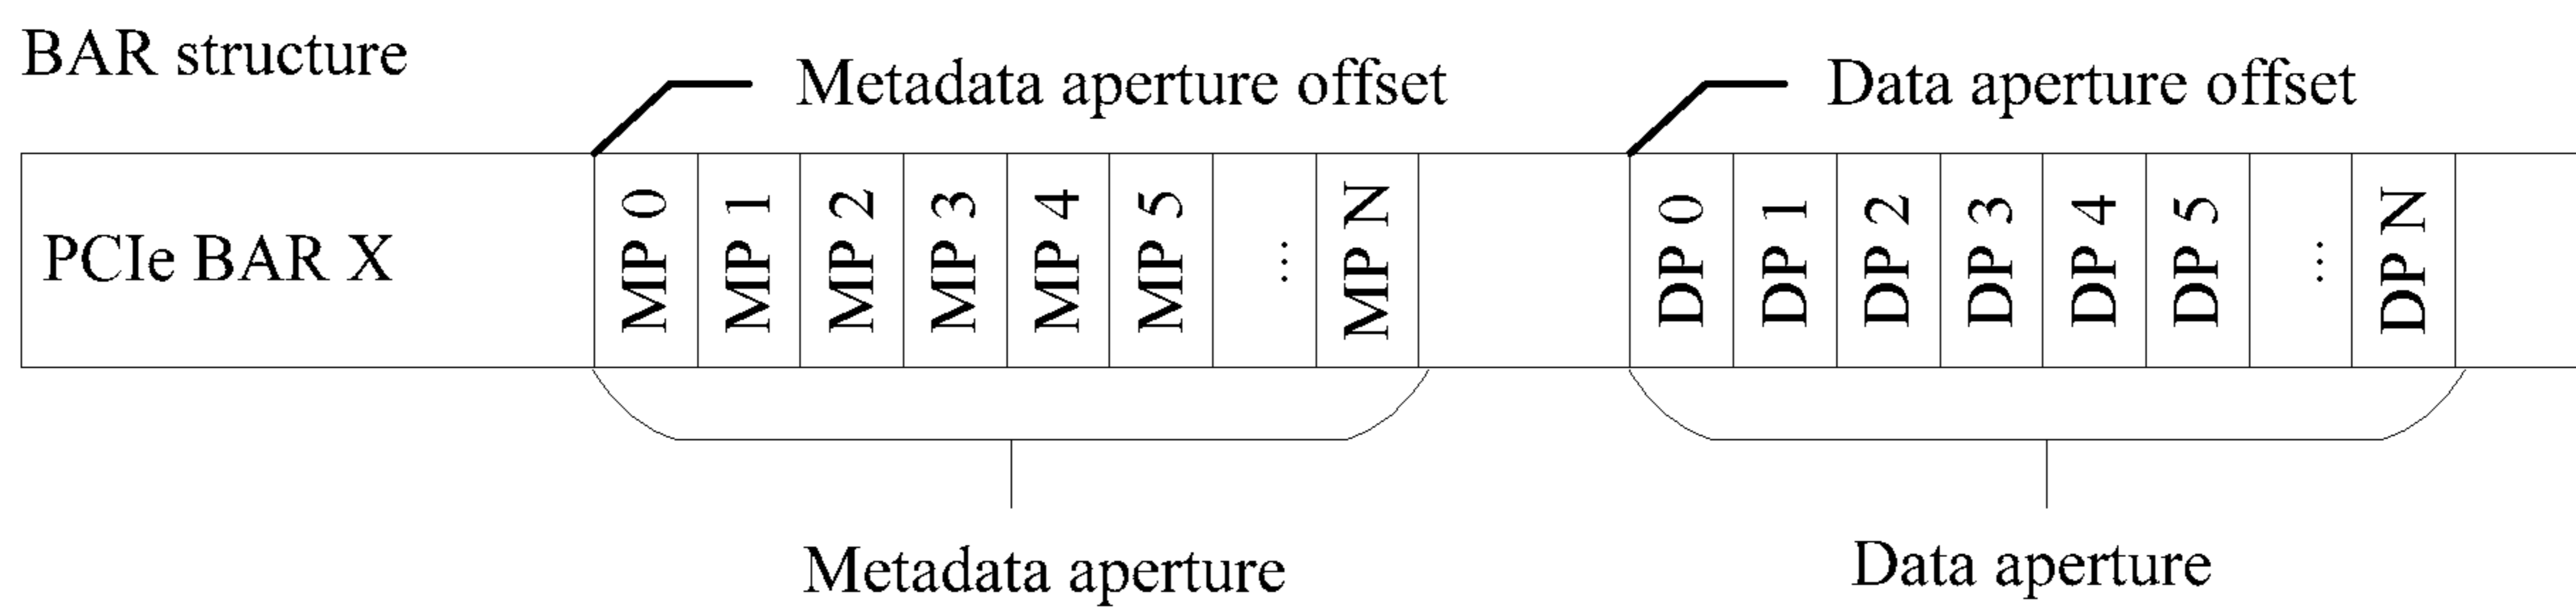 BAR structure
Metadata aperture offset
Data aperture offset
PCIe BAR X
MP 0
MP 1
MP 2
MP 3
MP 4
MP 5
...
MP N
DP 0
DP 1
DP 2
DP 3
DP 4
DP 5
...
DP N
Metadata aperture
Data aperture